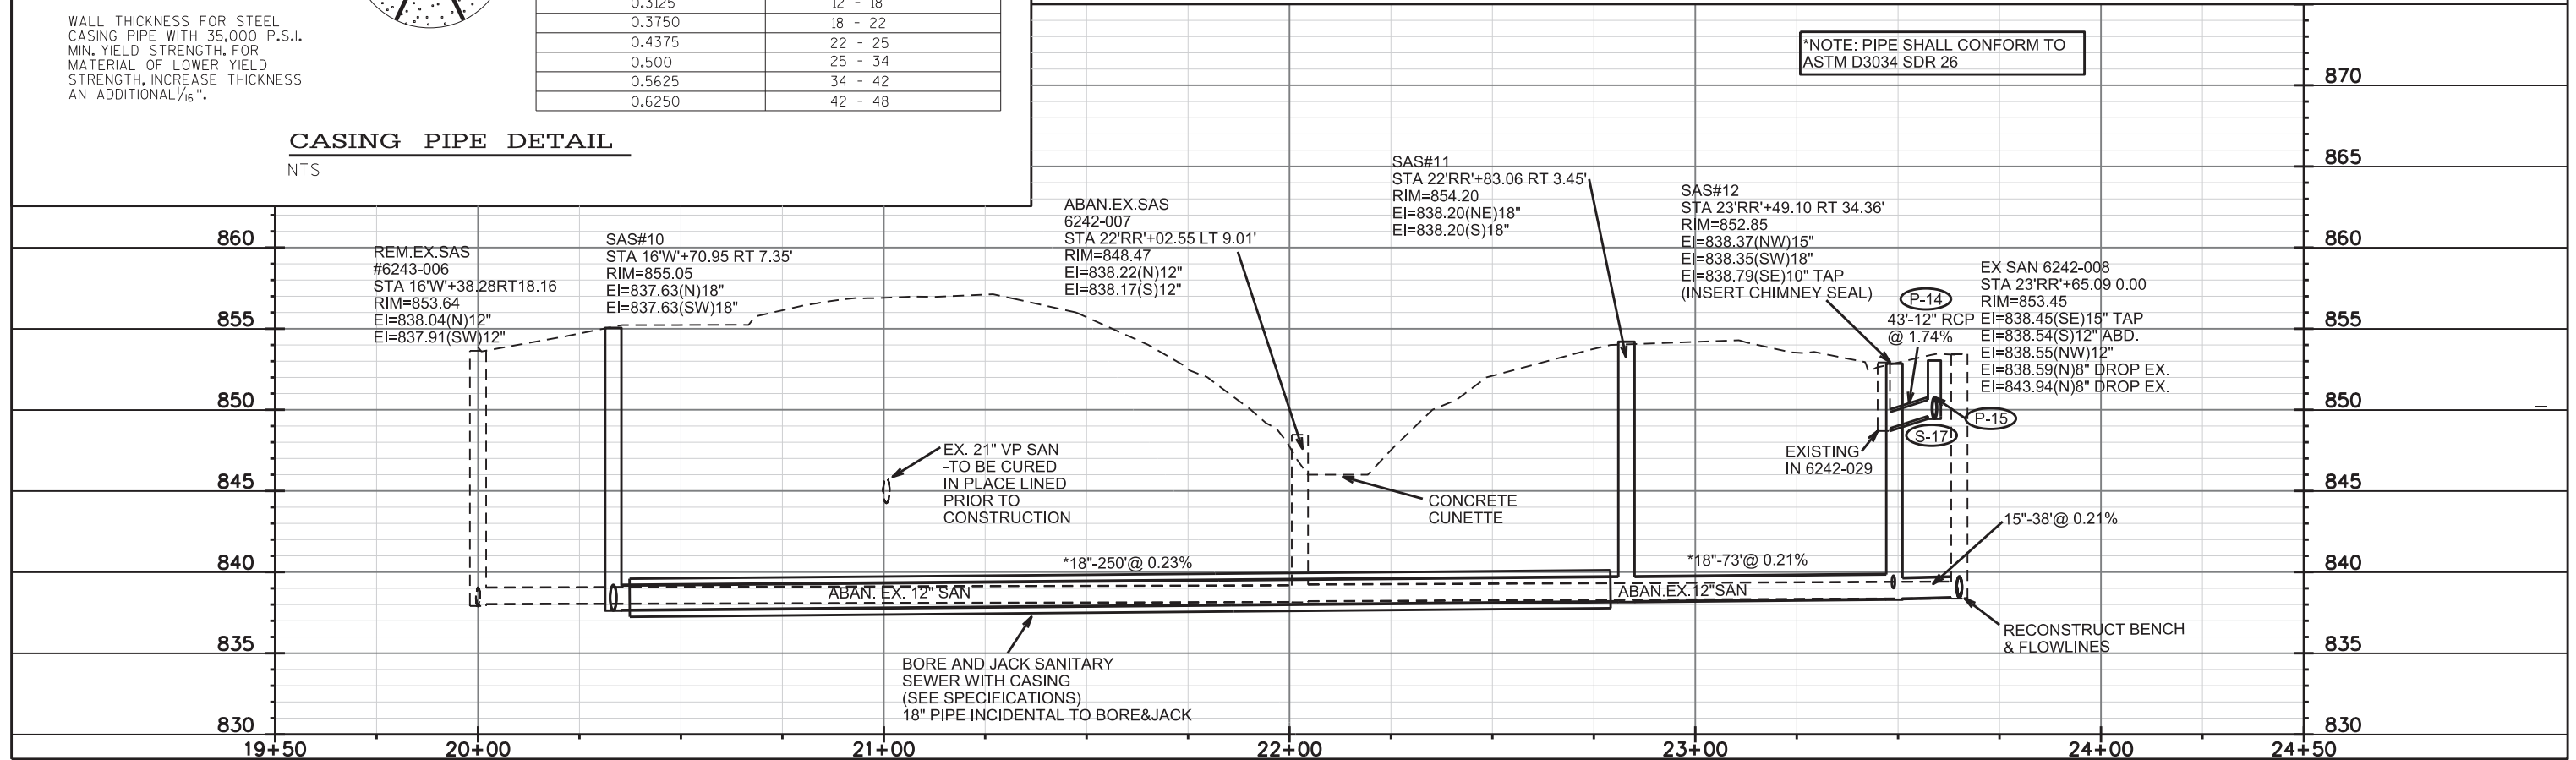 WALL THICKNESS FOR STEEL
CASING PIPE WITH 35,000 P.S.I.
MIN. YIELD STRENGTH. FOR
MATERIAL OF LOWER YIELD
STRENGTH, INCREASE THICKNESS
AN ADDITIONAL 1/16".
0.3125 12 - 18
0.3750 18 - 22
0.4375 22 - 25
0.500 25 - 34
0.5625 34 - 42
0.6250 42 - 48
CASING PIPE DETAIL
NTS
*NOTE: PIPE SHALL CONFORM TO
ASTM D3034 SDR 26
870
865
860
855
850
845
840
835
830
860
855
850
845
840
835
830
REM.EX.SAS
#6243-006
STA 16'W'+38.28RT18.16
RIM=853.64
EI=838.04(N)12"
EI=837.91(SW)12"
SAS#10
STA 16'W'+70.95 RT 7.35'
RIM=855.05
EI=837.63(N)18"
EI=837.63(SW)18"
ABAN.EX.SAS
6242-007
STA 22'RR'+02.55 LT 9.01'
RIM=848.47
EI=838.22(N)12"
EI=838.17(S)12"
SAS#11
STA 22'RR'+83.06 RT 3.45'
RIM=854.20
EI=838.20(NE)18"
EI=838.20(S)18"
SAS#12
STA 23'RR'+49.10 RT 34.36'
RIM=852.85
EI=838.37(NW)15"
EI=838.35(SW)18"
EI=838.79(SE)10" TAP
(INSERT CHIMNEY SEAL)
EX SAN 6242-008
STA 23'RR'+65.09 0.00
RIM=853.45
EI=838.45(SE)15" TAP
EI=838.54(S)12" ABD.
EI=838.55(NW)12"
EI=838.59(N)8" DROP EX.
EI=843.94(N)8" DROP EX.
P-14
43'-12" RCP
@ 1.74%
P-15
S-17
EXISTING
IN 6242-029
EX. 21" VP SAN
-TO BE CURED
IN PLACE LINED
PRIOR TO
CONSTRUCTION
CONCRETE
CUNETTE
15"-38'@ 0.21%
*18"-250'@ 0.23%
*18"-73'@ 0.21%
ABAN. EX. 12" SAN
ABAN.EX.12"SAN
RECONSTRUCT BENCH
& FLOWLINES
BORE AND JACK SANITARY
SEWER WITH CASING
(SEE SPECIFICATIONS)
18" PIPE INCIDENTAL TO BORE&JACK
19+50 20+00 21+00 22+00 23+00 24+00 24+50